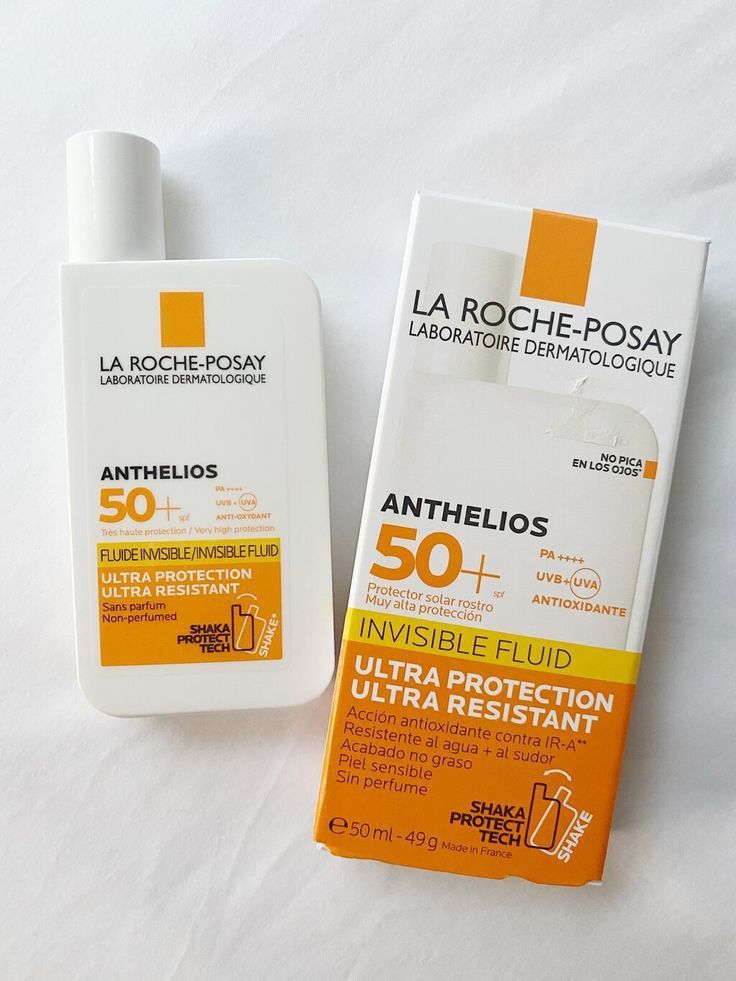 LA ROCHE-POSAY
LABORATOIRE DERMATOLOGIQUE
ANTHELIOS
50+ spf
PA ++++
UVB + UVA
ANTI-OXYDANT
Très haute protection / Very high protection
FLUIDE INVISIBLE/INVISIBLE FLUID
ULTRA PROTECTION
ULTRA RESISTANT
Sans parfum
Non-perfumed
SHAKA
PROTECT
TECH
SHAKE*
LA ROCHE-POSAY
LABORATOIRE DERMATOLOGIQUE
NO PICA
EN LOS OJOS*
ANTHELIOS
50+ spf
PA ++++
UVB+UVA
ANTIOXIDANTE
Protector solar rostro
Muy alta protección
INVISIBLE FLUID
ULTRA PROTECTION
ULTRA RESISTANT
Acción antioxidante contra IR-A**
Resistente al agua + al sudor
Acabado no graso
Piel sensible
Sin perfume
SHAKA
PROTECT
TECH
SHAKE
℮50 ml - 49 g Made in France